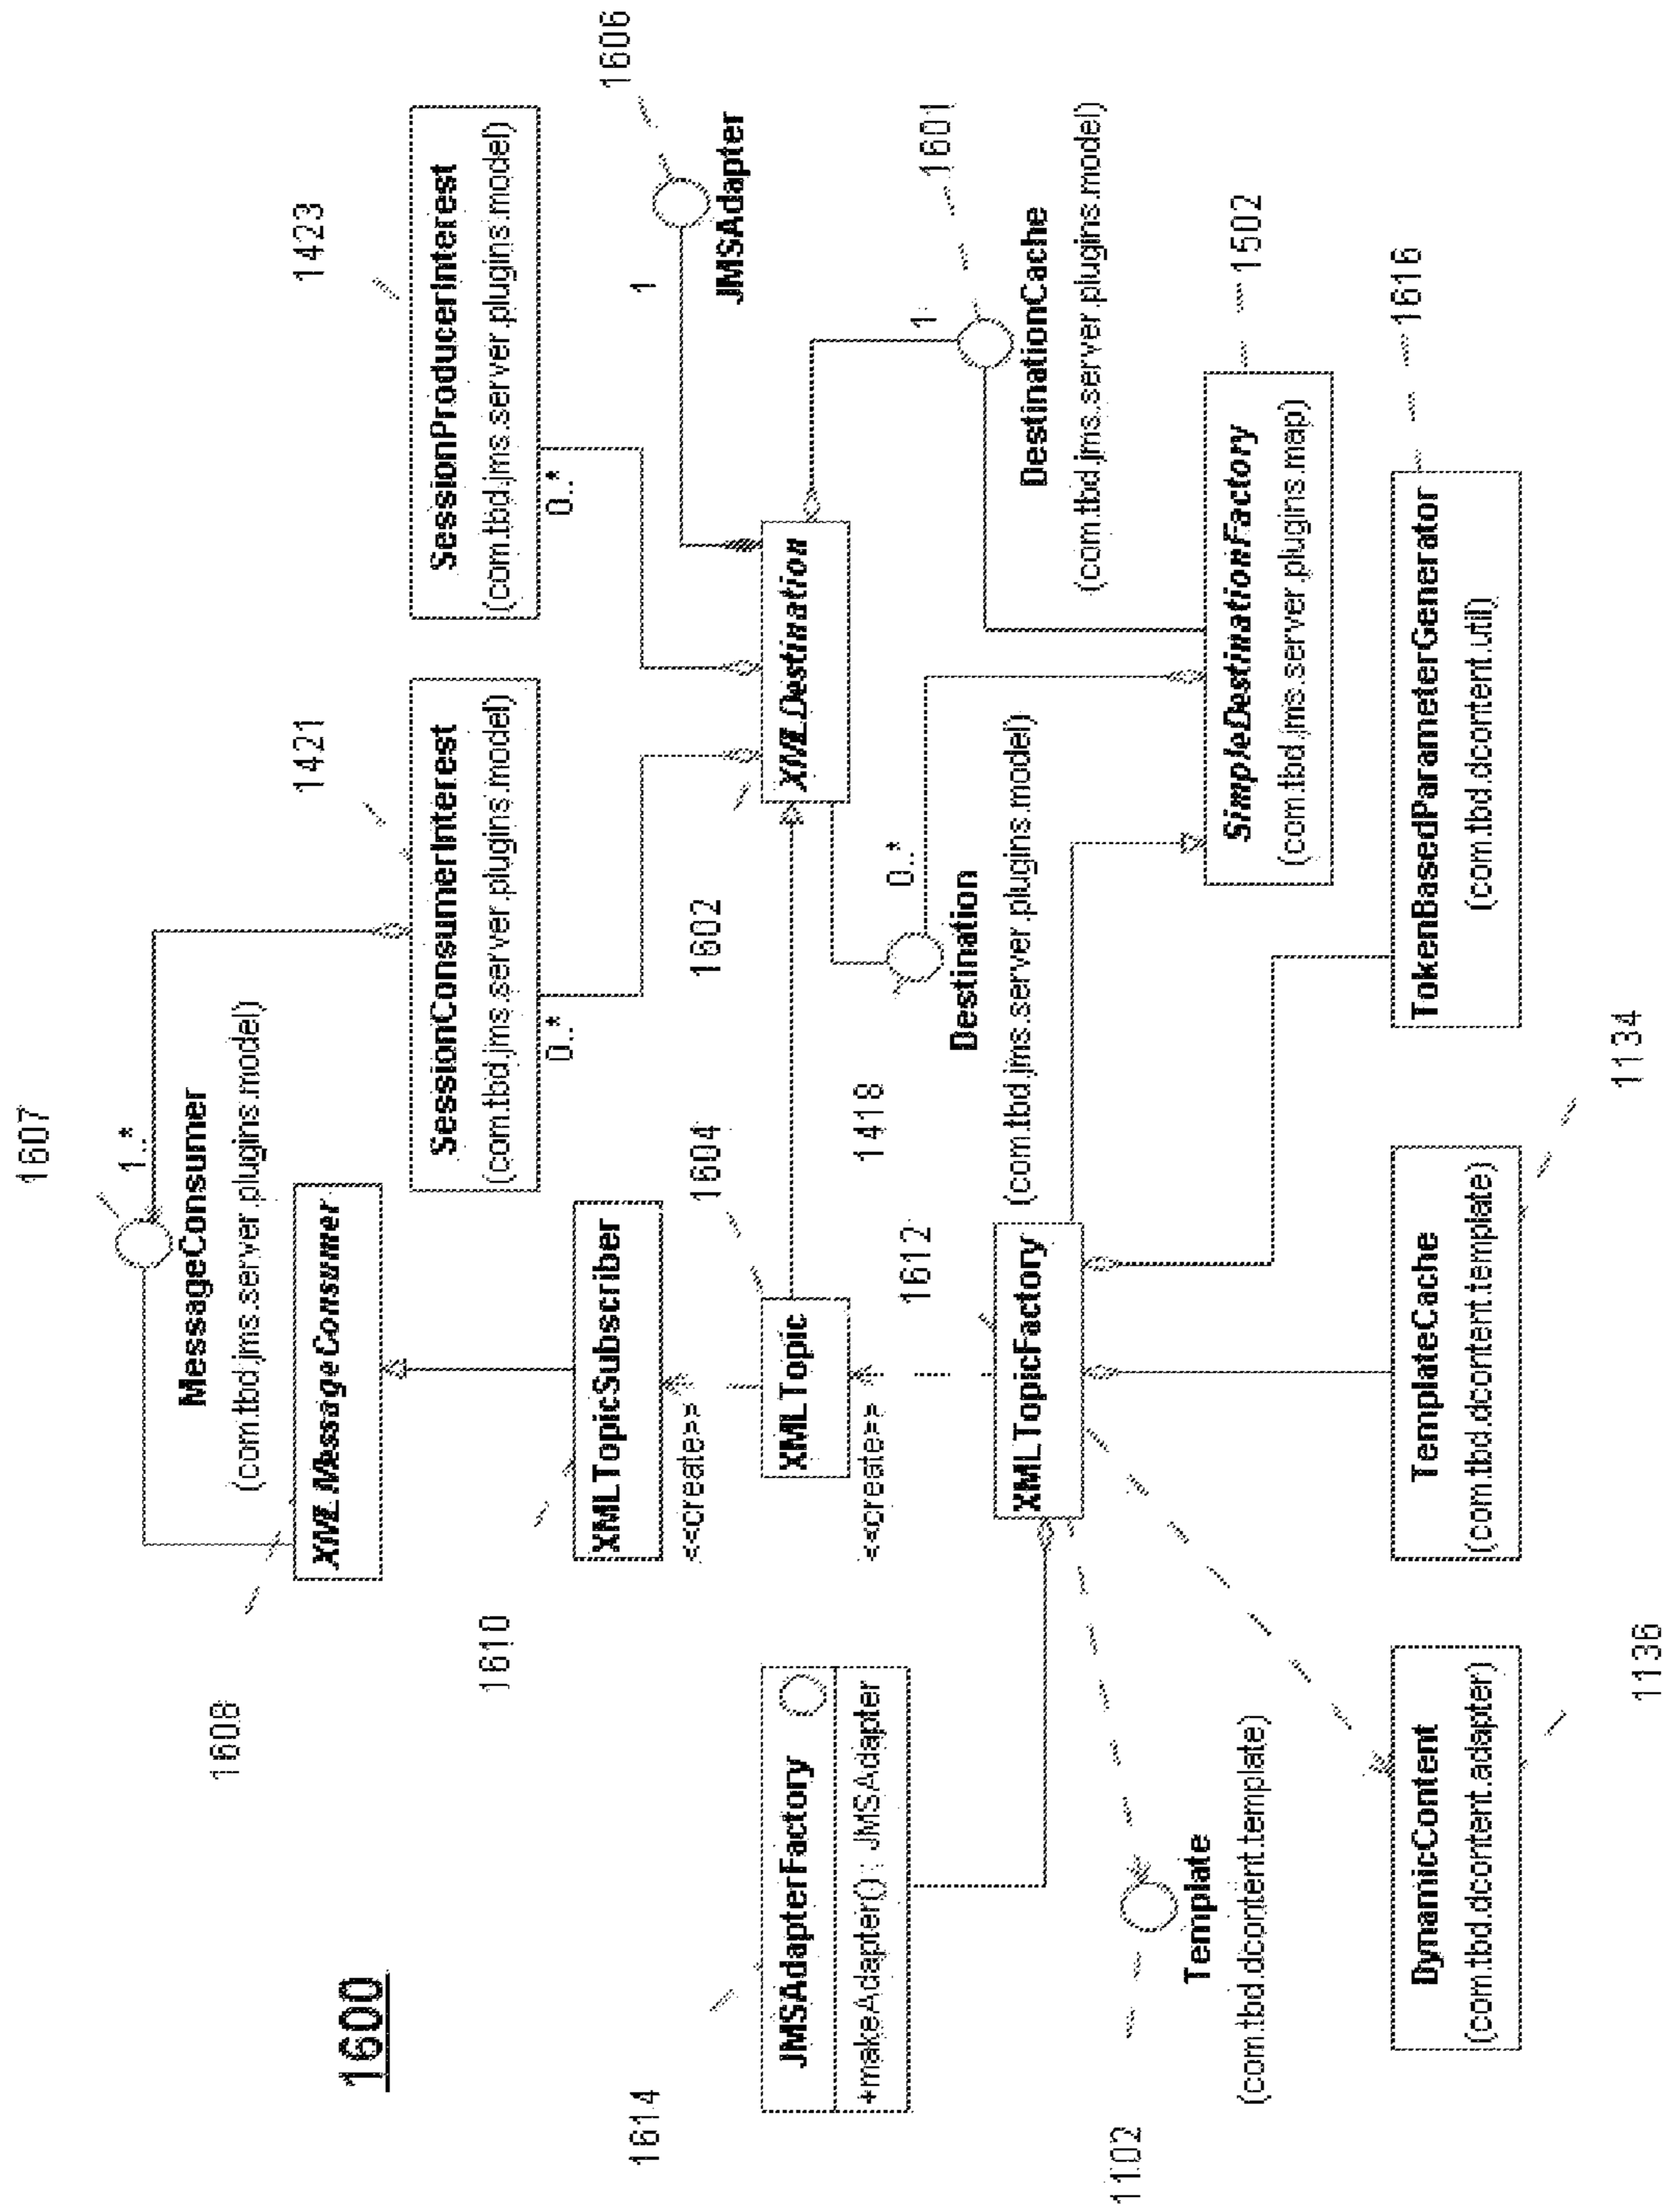 1600
1607
MessageConsumer
(com.tbd.jms.server.plugins.model)
1..*
1608
XMLMessageConsumer
1421
SessionConsumerInterest
(com.tbd.jms.server.plugins.model)
0..*
1423
SessionProducerInterest
(com.tbd.jms.server.plugins.model)
0..*
1610
XMLTopicSubscriber
<<create>>
1606
JMSAdapter
1
1614
JMSAdapterFactory
+makeAdapter() : JMSAdapter
1604
XMLTopic
<<create>>
1602
XMLDestination
1601
DestinationCache
(com.tbd.jms.server.plugins.model)
1
1418
Destination
(com.tbd.jms.server.plugins.model)
0..*
1612
XMLTopicFactory
1102
Template
(com.tbd.dcontent.template)
1502
SimpleDestinationFactory
(com.tbd.jms.server.plugins.map)
DynamicContent
(com.tbd.dcontent.adapter)
1136
TemplateCache
(com.tbd.dcontent.template)
1134
TokenBasedParameterGenerator
(com.tbd.dcontent.util)
1616